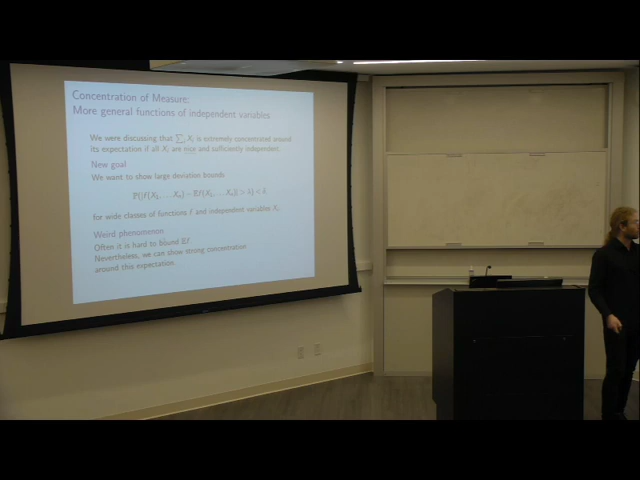 Concentration of Measure:
More general functions of independent variables
We were discussing that ∑ᵢ Xᵢ is extremely concentrated around
its expectation if all Xᵢ are nice and sufficiently independent.
New goal
We want to show large deviation bounds
P(|F(X₁, . . . Xₙ) − EF(X₁, . . . Xₙ)| > λ) <
for wide classes of functions F and independent variables Xᵢ.
Weird phenomenon
Often it is hard to bound EF.
Nevertheless, we can show strong concentration
around this expectation.